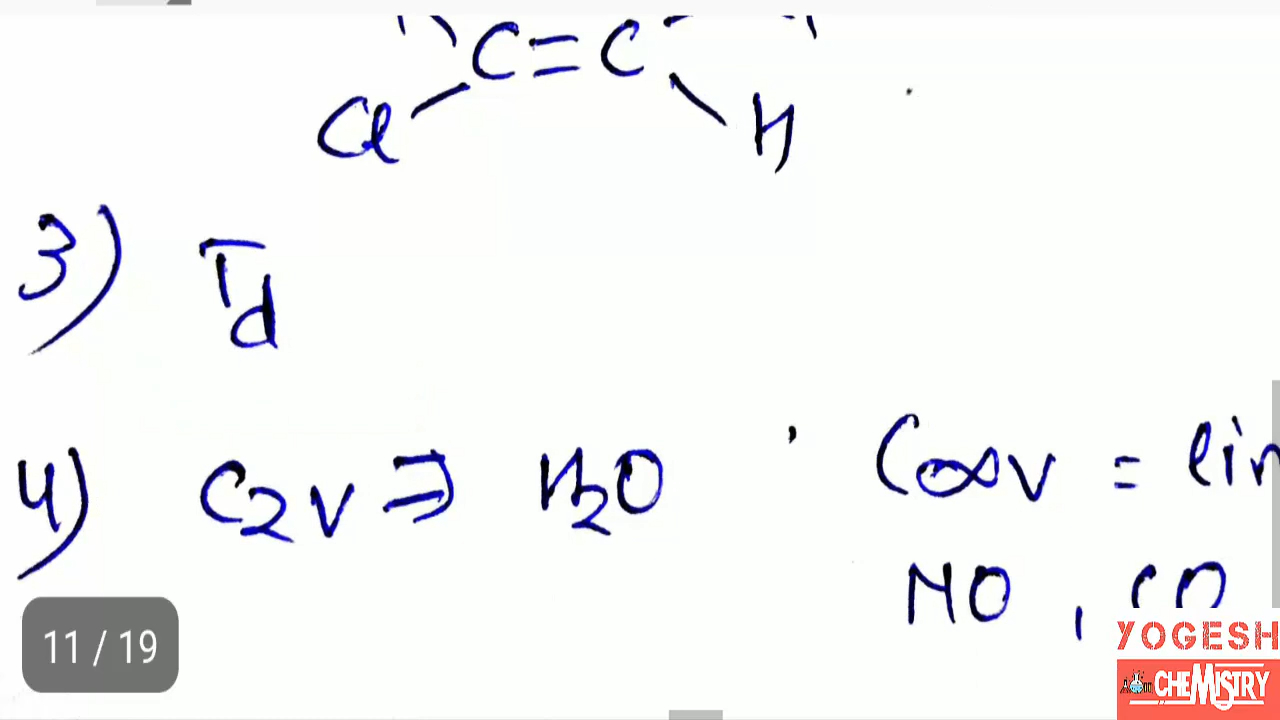 C=C
Cl H
3) Td
4) C2v ⇒ H2O , C∞v = lin
NO , CO
11 / 19
YOGESH
CHEMISTRY